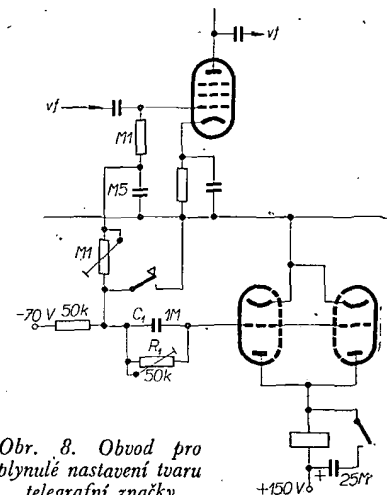 vf
vf
M1
M5
M1
-70 V 50k
C1 1M
R1
50k
+150 V + 25M
Obr. 8. Obvod pro
plynulé nastavení tvaru
telegrafní značky